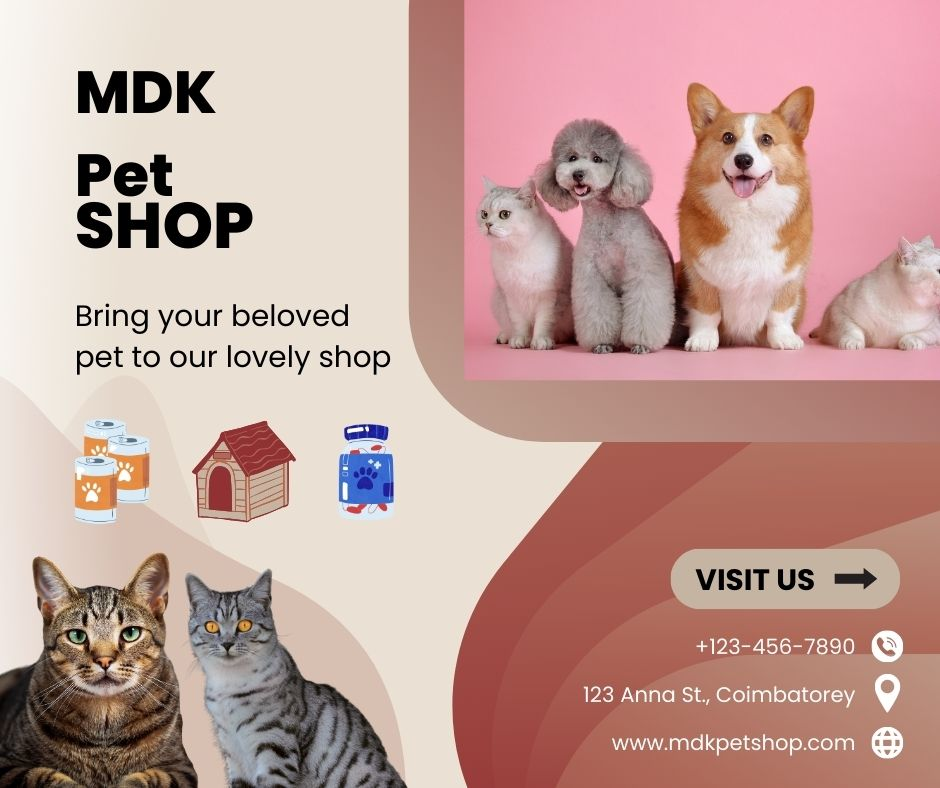 MDK
Pet
SHOP
Bring your beloved
pet to our lovely shop
VISIT US
+123-456-7890
123 Anna St., Coimbatorey
www.mdkpetshop.com